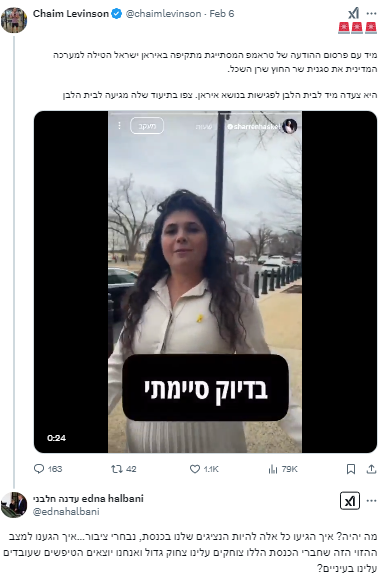 Chaim Levinson @chaimlevinson · Feb 6
מיד עם פרסום ההודעה של טראמפ המסתייגת מתקיפה באיראן ישראל הטילה למערכה
המדינית את סגנית שר החוץ שרן השכל.
היא צעדה מיד לבית הלבן לפגישות בנושא איראן. צפו בתיעוד שלה מגיעה לבית הלבן
מעקב
sharrenhaskel
בדיוק סיימתי
0:24
163 42 1.1K 79K
edna halbani עדנה חלבני
@ednahalbani
מה יהיה? איך הגיעו כל אלה להיות הנציגים שלנו בכנסת, נבחרי ציבור...איך הגענו למצב
ההזוי הזה שחברי הכנסת הללו צוחקים עלינו צחוק גדול ואנחנו יוצאים הטיפשים שעובדים
עלינו בעיניים?